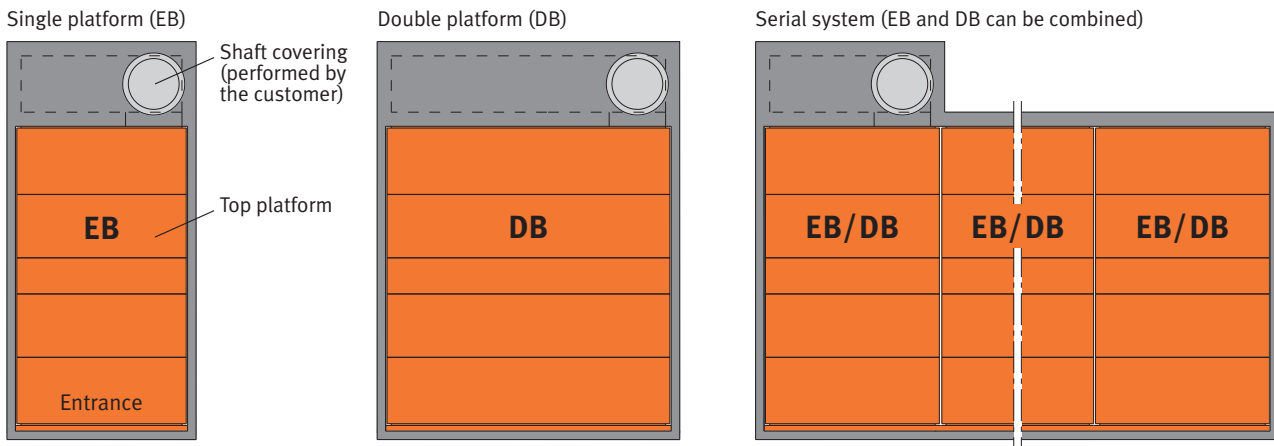 Single platform (EB)
Double platform (DB)
Serial system (EB and DB can be combined)
Shaft covering
(performed by
the customer)
Top platform
EB
DB
EB/DB
EB/DB
EB/DB
Entrance